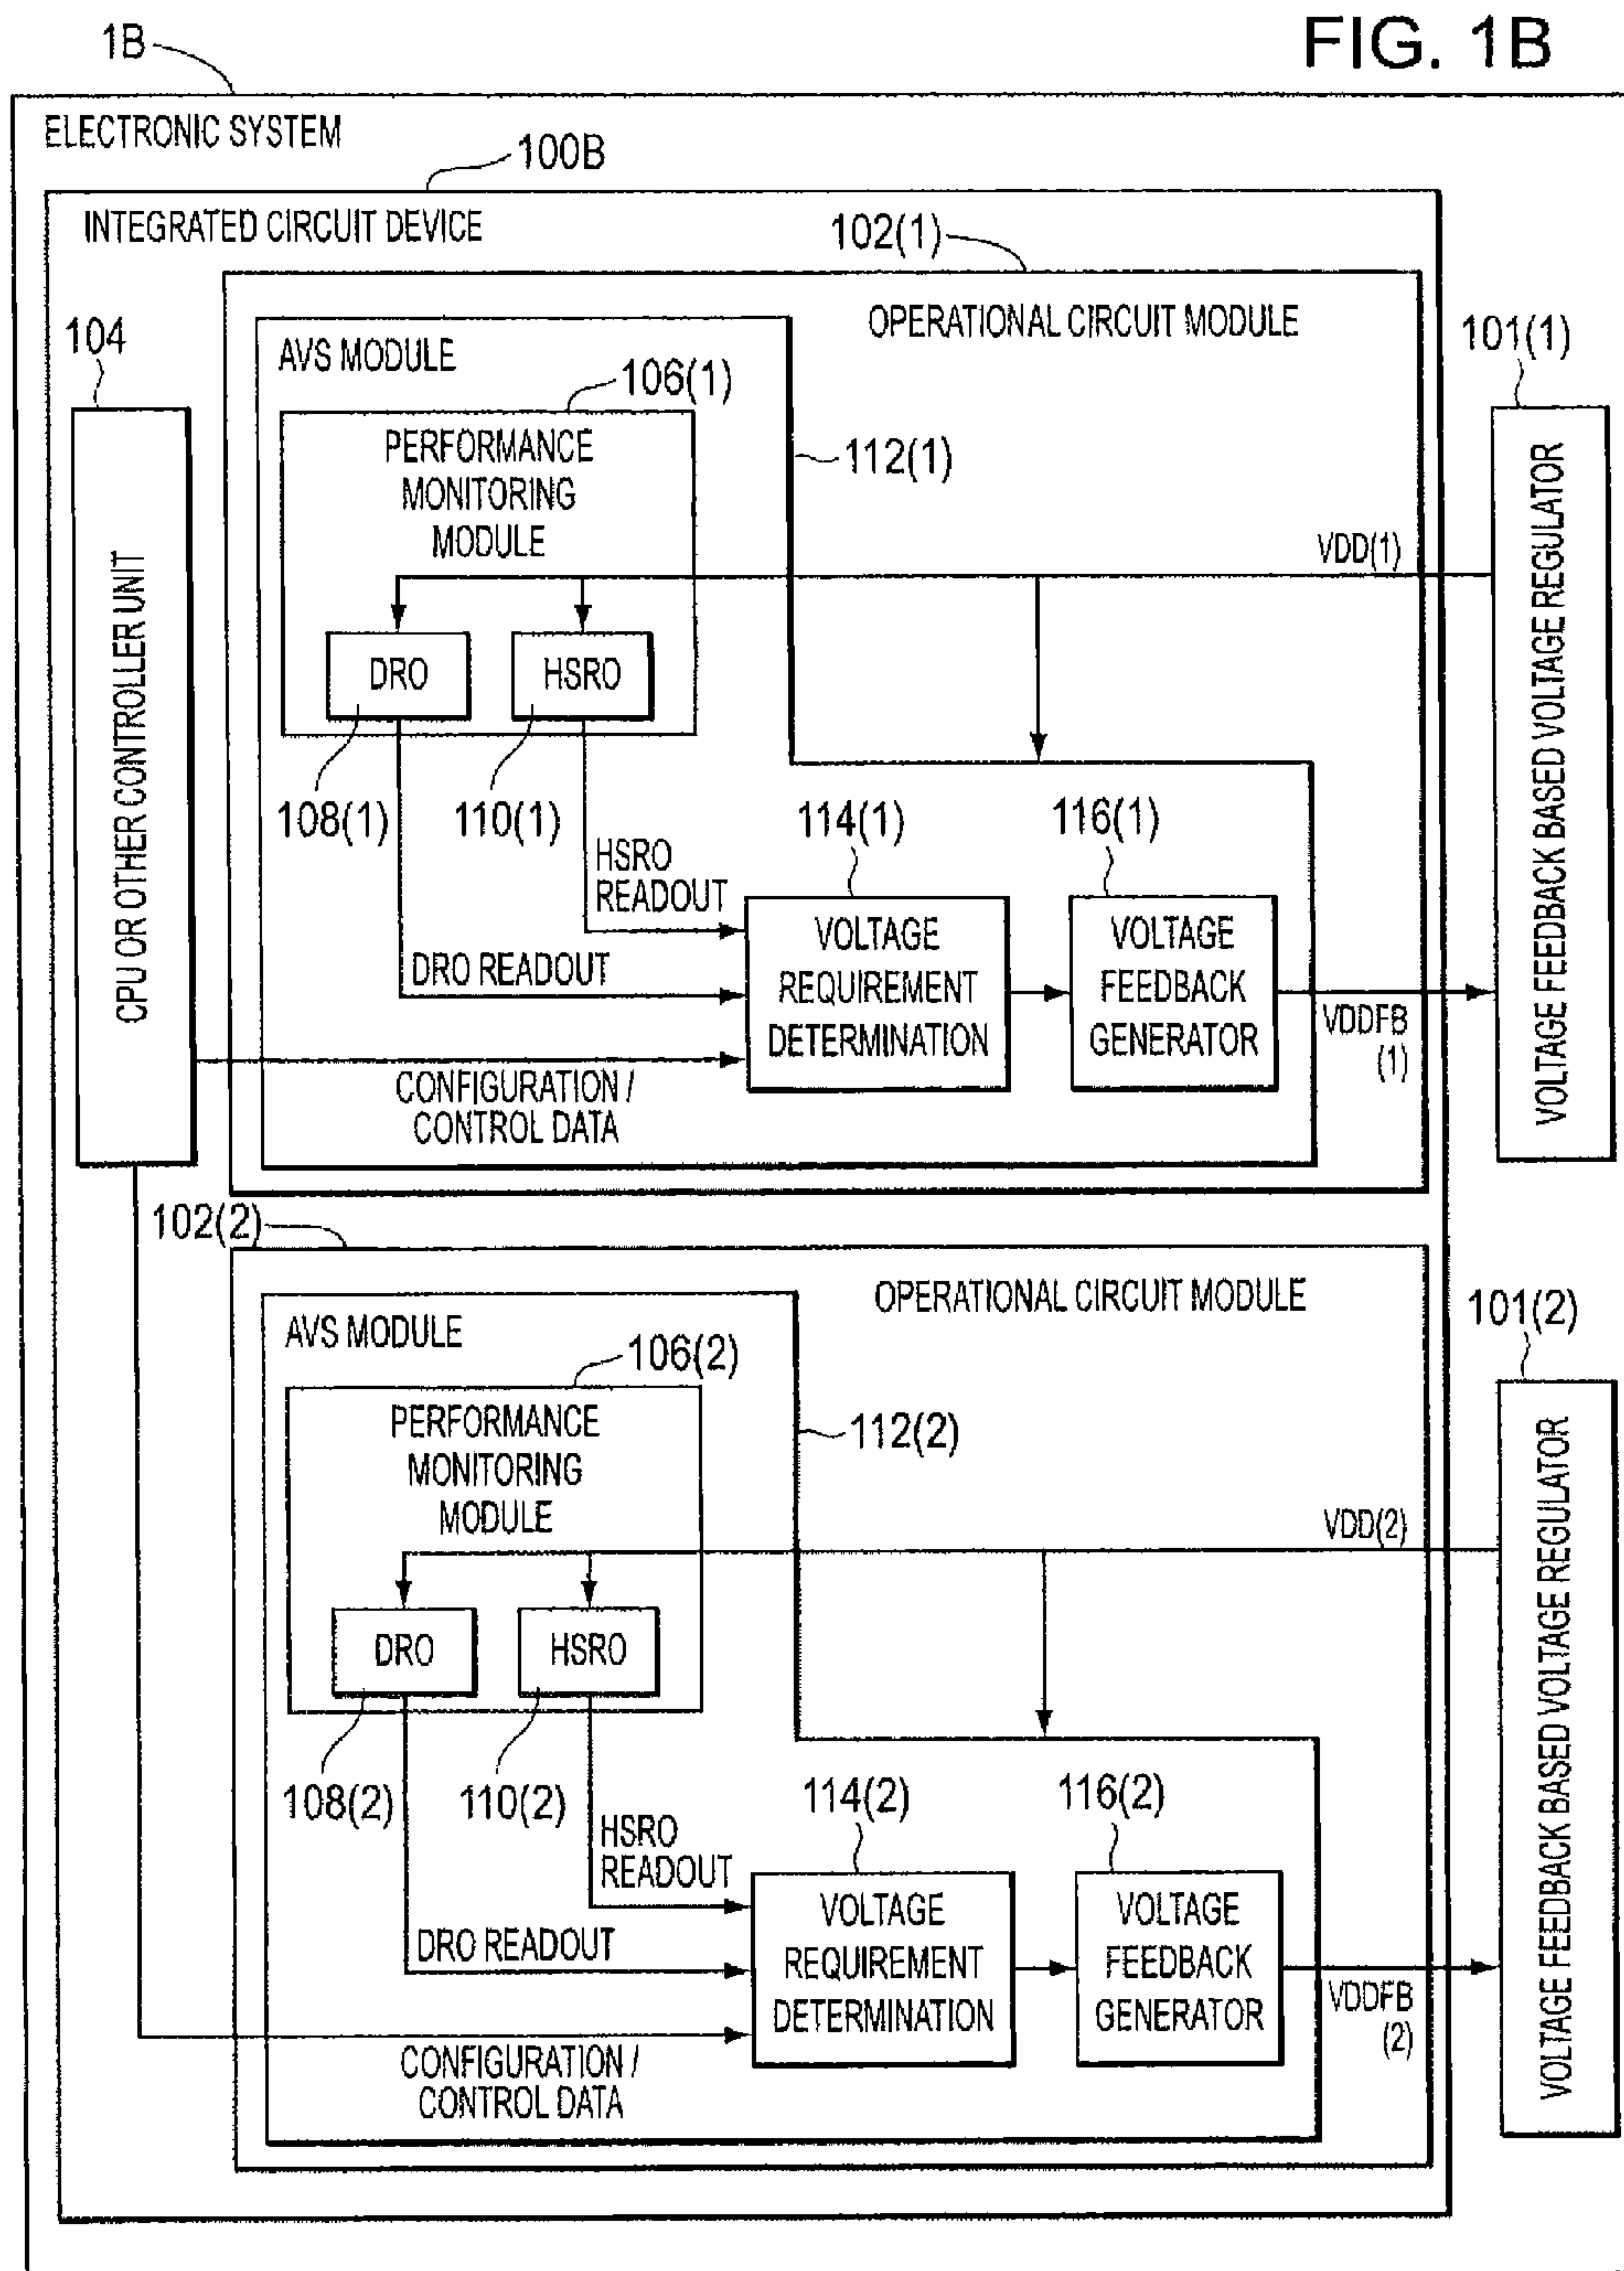 FIG. 1B
1B
ELECTRONIC SYSTEM
100B
INTEGRATED CIRCUIT DEVICE
102(1)
OPERATIONAL CIRCUIT MODULE
104
CPU OR OTHER CONTROLLER UNIT
AVS MODULE
106(1)
PERFORMANCE
MONITORING
MODULE
112(1)
101(1)
VOLTAGE FEEDBACK BASED VOLTAGE REGULATOR
VDD(1)
DRO
HSRO
108(1)
110(1)
114(1)
116(1)
HSRO
READOUT
DRO READOUT
VOLTAGE
REQUIREMENT
DETERMINATION
VOLTAGE
FEEDBACK
GENERATOR
VDDFB
(1)
CONFIGURATION /
CONTROL DATA
102(2)
OPERATIONAL CIRCUIT MODULE
AVS MODULE
106(2)
PERFORMANCE
MONITORING
MODULE
112(2)
101(2)
VOLTAGE FEEDBACK BASED VOLTAGE REGULATOR
VDD(2)
DRO
HSRO
108(2)
110(2)
114(2)
116(2)
HSRO
READOUT
DRO READOUT
VOLTAGE
REQUIREMENT
DETERMINATION
VOLTAGE
FEEDBACK
GENERATOR
VDDFB
(2)
CONFIGURATION /
CONTROL DATA